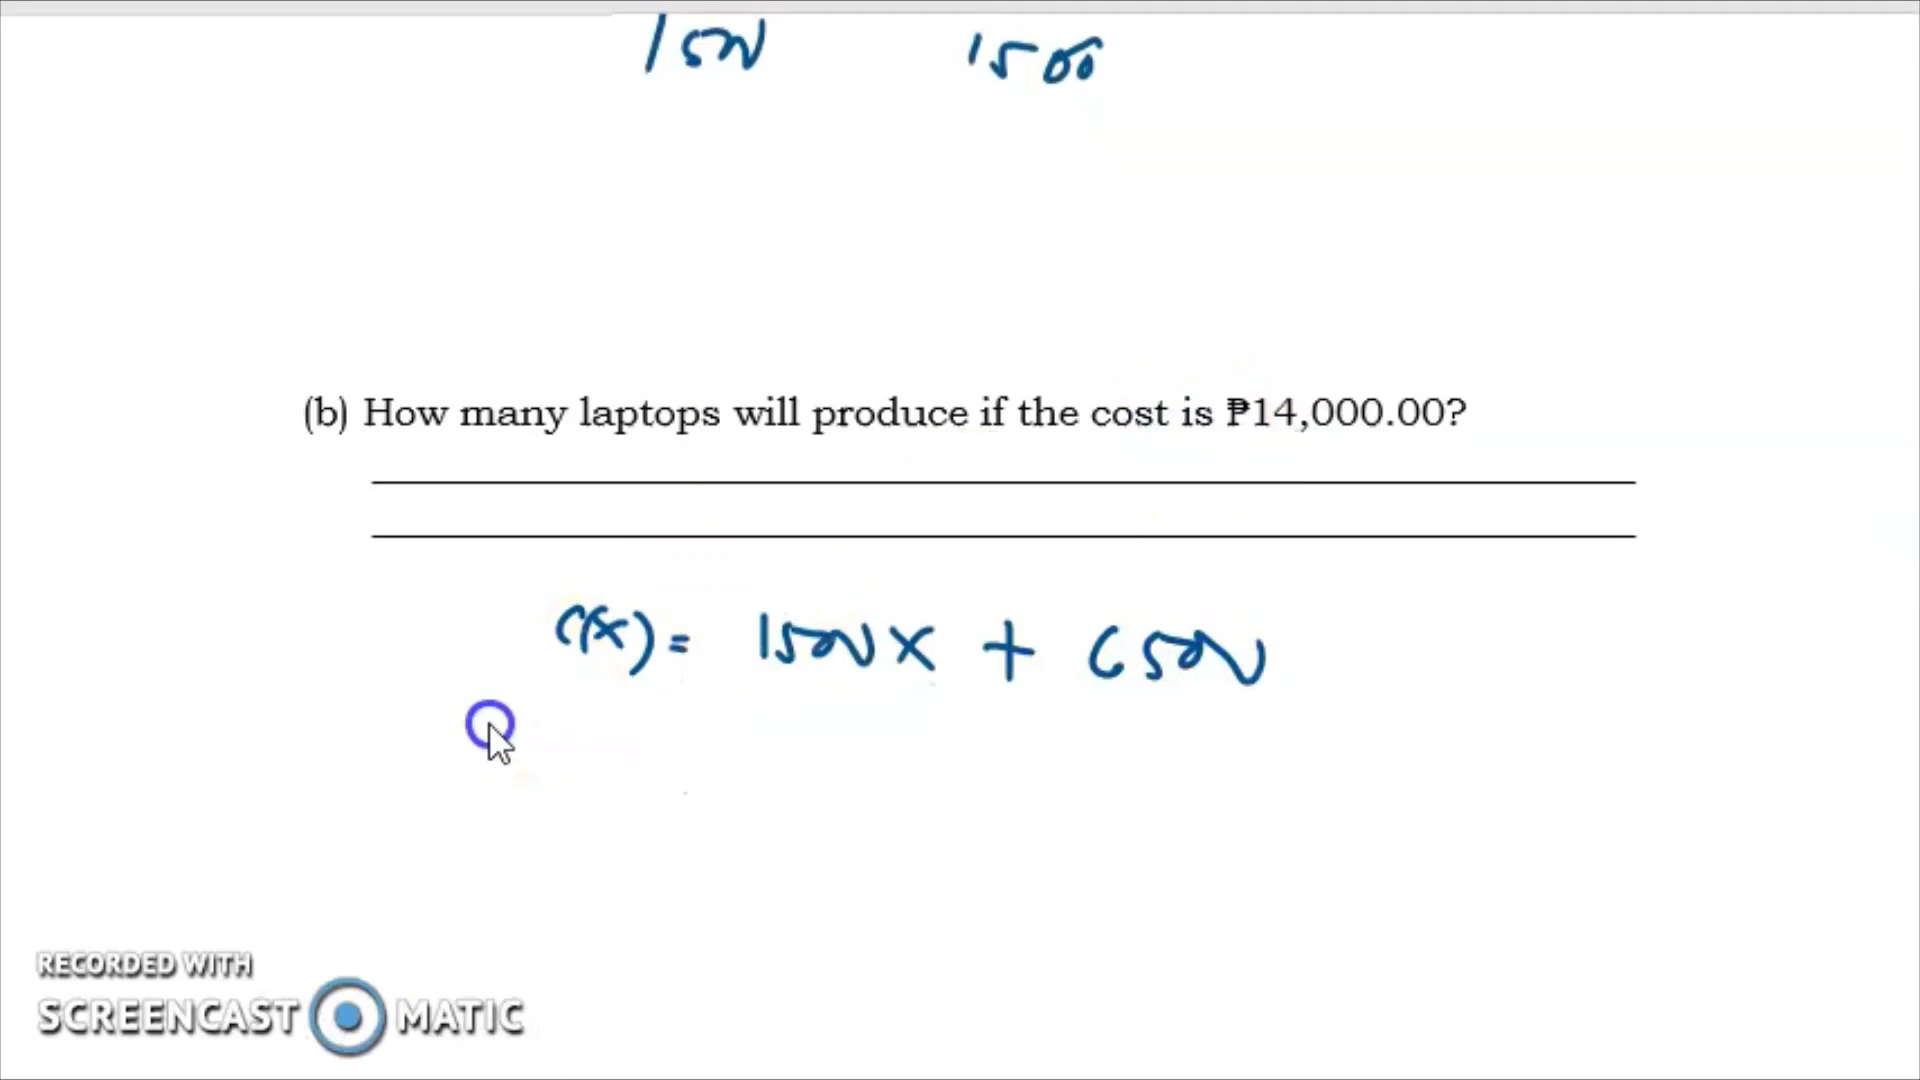 1500 1500
(b) How many laptops will produce if the cost is ₱14,000.00?
C(x) = 1500x + 6500
RECORDED WITH
SCREENCAST MATIC